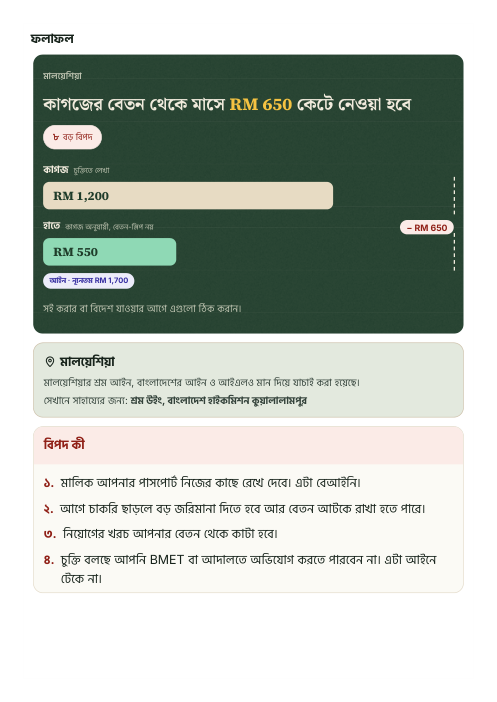 ফলাফল
মালয়েশিয়া
কাগজের বেতন থেকে মাসে RM 650 কেটে নেওয়া হবে
৮ বড় বিপদ
কাগজ চুক্তিতে লেখা
RM 1,200
হাতে কাগজ অনুযায়ী, বেতন-স্লিপ নয়
− RM 650
RM 550
আইন - ন্যূনতম RM 1,700
সই করার বা বিদেশ যাওয়ার আগে এগুলো ঠিক করান।
মালয়েশিয়া
মালয়েশিয়ার শ্রম আইন, বাংলাদেশের আইন ও আইএলও মান দিয়ে যাচাই করা হয়েছে।
সেখানে সাহায্যের জন্য: শ্রম উইং, বাংলাদেশ হাইকমিশন কুয়ালালামপুর
বিপদ কী
১. মালিক আপনার পাসপোর্ট নিজের কাছে রেখে দেবে। এটা বেআইনি।
২. আগে চাকরি ছাড়লে বড় জরিমানা দিতে হবে আর বেতন আটকে রাখা হতে পারে।
৩. নিয়োগের খরচ আপনার বেতন থেকে কাটা হবে।
৪. চুক্তি বলছে আপনি BMET বা আদালতে অভিযোগ করতে পারবেন না। এটা আইনে
টেকে না।